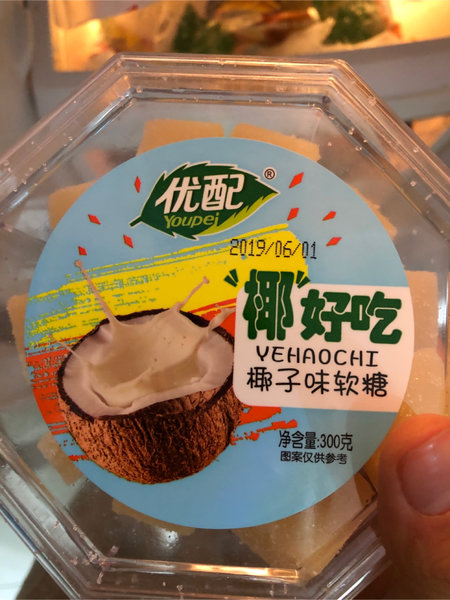 优配®
Youpei
2019/06/01
"椰"好吃
YEHAOCHI
椰子味软糖
净含量:300克
图案仅供参考